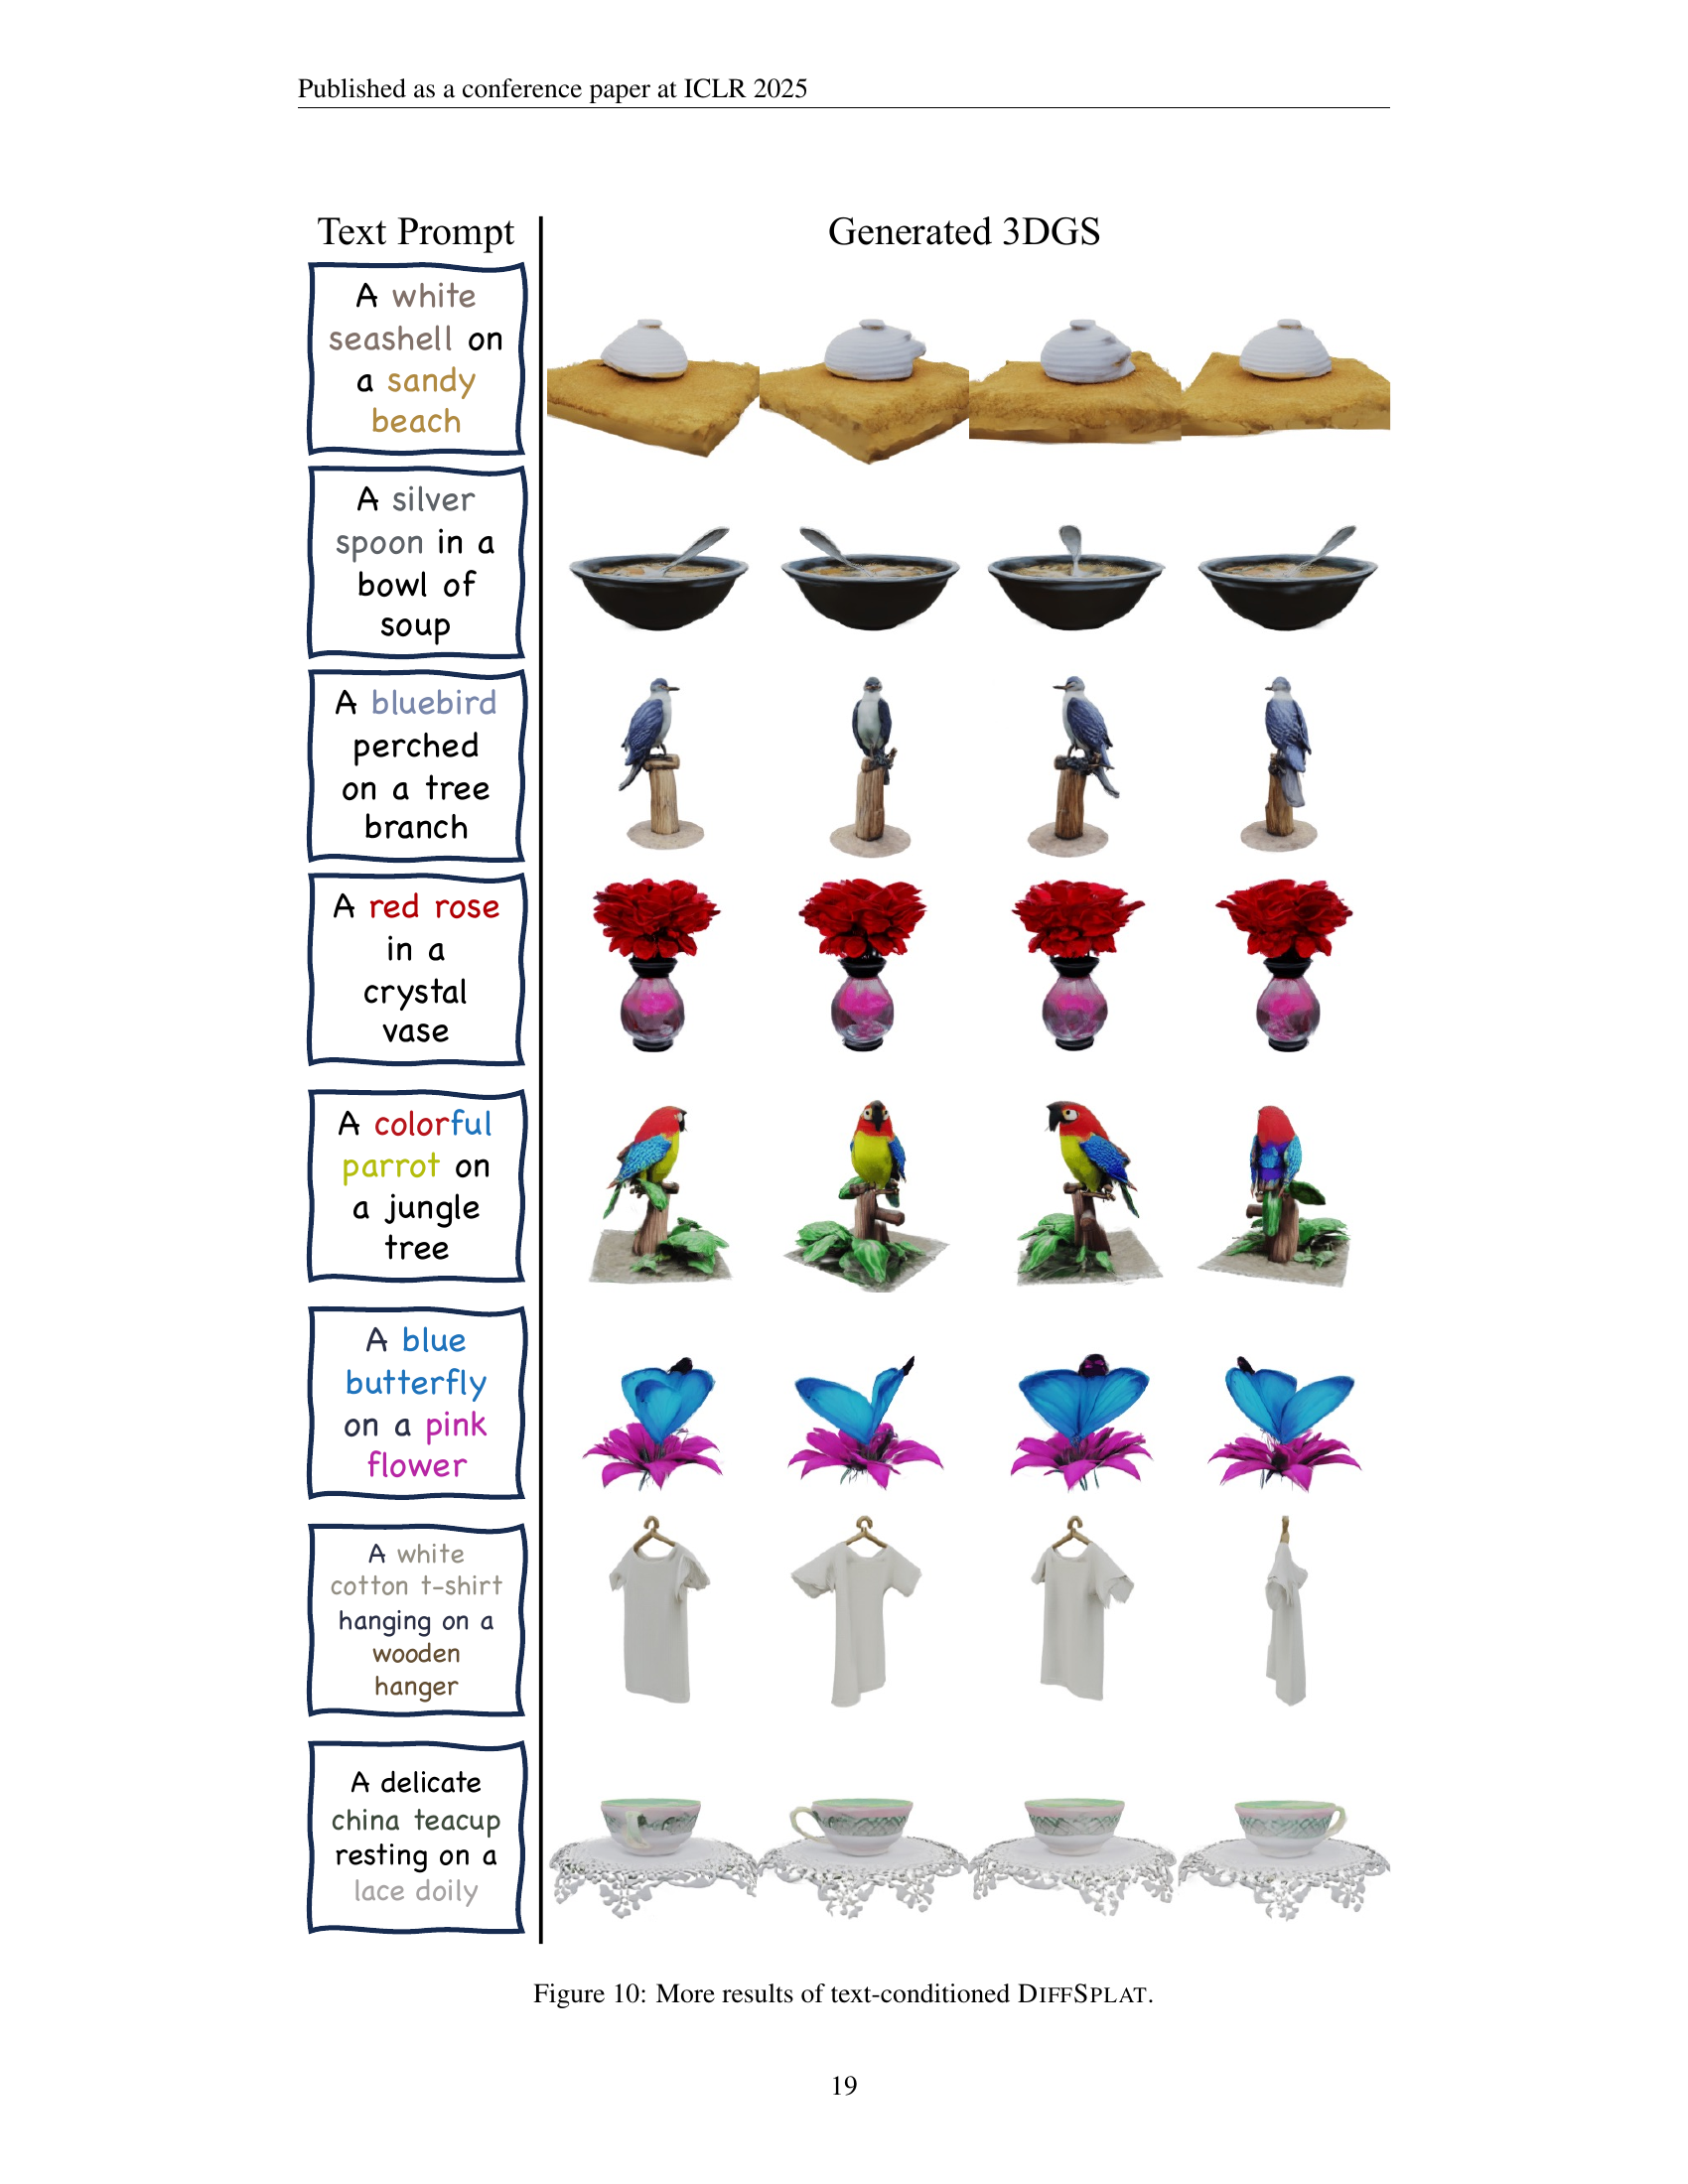 Published as a conference paper at ICLR 2025
Text Prompt
Generated 3DGS
A white
seashell on
a sandy
beach
A silver
spoon in a
bowl of
soup
A bluebird
perched
on a tree
branch
A red rose
in a
crystal
vase
A colorful
parrot on
a jungle
tree
A blue
butterfly
on a pink
flower
A white
cotton t-shirt
hanging on a
wooden
hanger
A delicate
china teacup
resting on a
lace doily
Figure 10: More results of text-conditioned DIFFSPLAT.
19